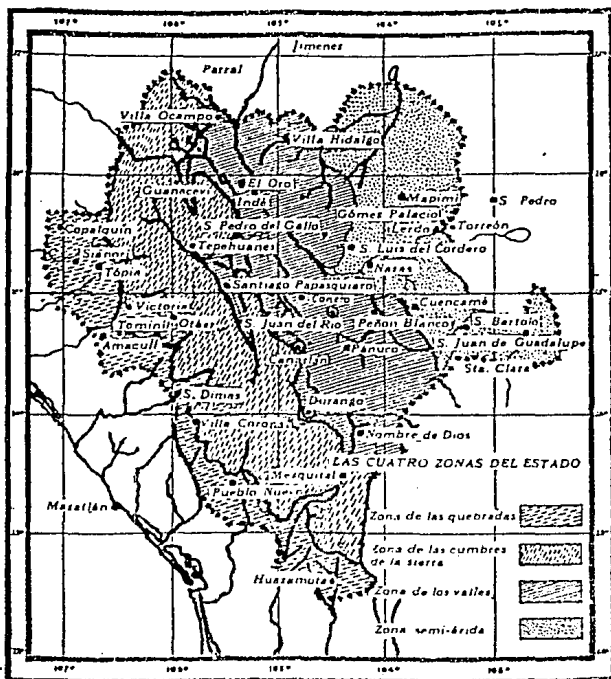 107° 106° 105° 104° 103°
Jimenez
Parral
Villa Ocampo
Villa Hidalgo
Guanaceví
El Oro
Indé
Mapimí
S. Pedro
Gómez Palacio
Lerdo
Torreón
Copalquín
S. Pedro del Gallo
Tepehuanes
S. Luis del Cordero
Siánori
Nazas
Tópia
Santiago Papasquiaro
Coneto
Cuencamé
Victoria
S. Bartolo
Tominil
Otáez
S. Juan del Río
Peñón Blanco
S. Juan de Guadalupe
Amaculí
Canatlán
Pánuco
Sta. Clara
S. Dimas
Durango
Villa Corona
Nombre de Dios
Mezquital
LAS CUATRO ZONAS DEL ESTADO
Pueblo Nuevo
Mazatlán
Zona de las quebradas
Zona de las cumbres
de la sierra
Huazamota
Zona de los valles
Zona semi-árida
107° 106° 105° 104° 103°